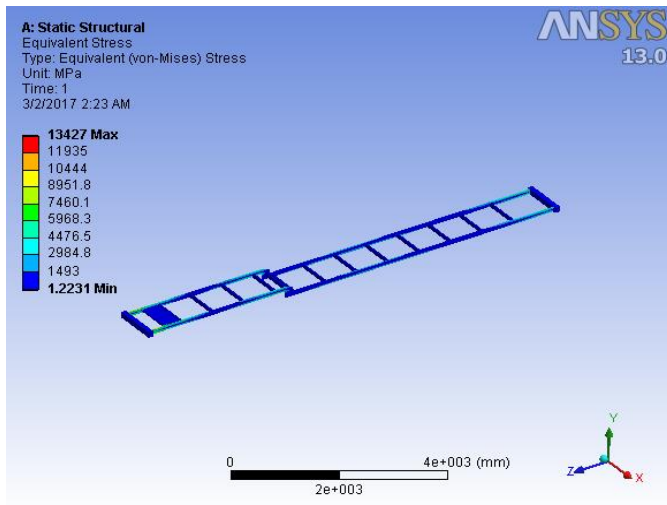 A: Static Structural
Equivalent Stress
Type: Equivalent (von-Mises) Stress
Unit: MPa
Time: 1
3/2/2017 2:23 AM
ANSYS
13.0
13427 Max
11935
10444
8951.8
7460.1
5968.3
4476.5
2984.8
1493
1.2231 Min
0 4e+003 (mm)
2e+003
Y
Z
X